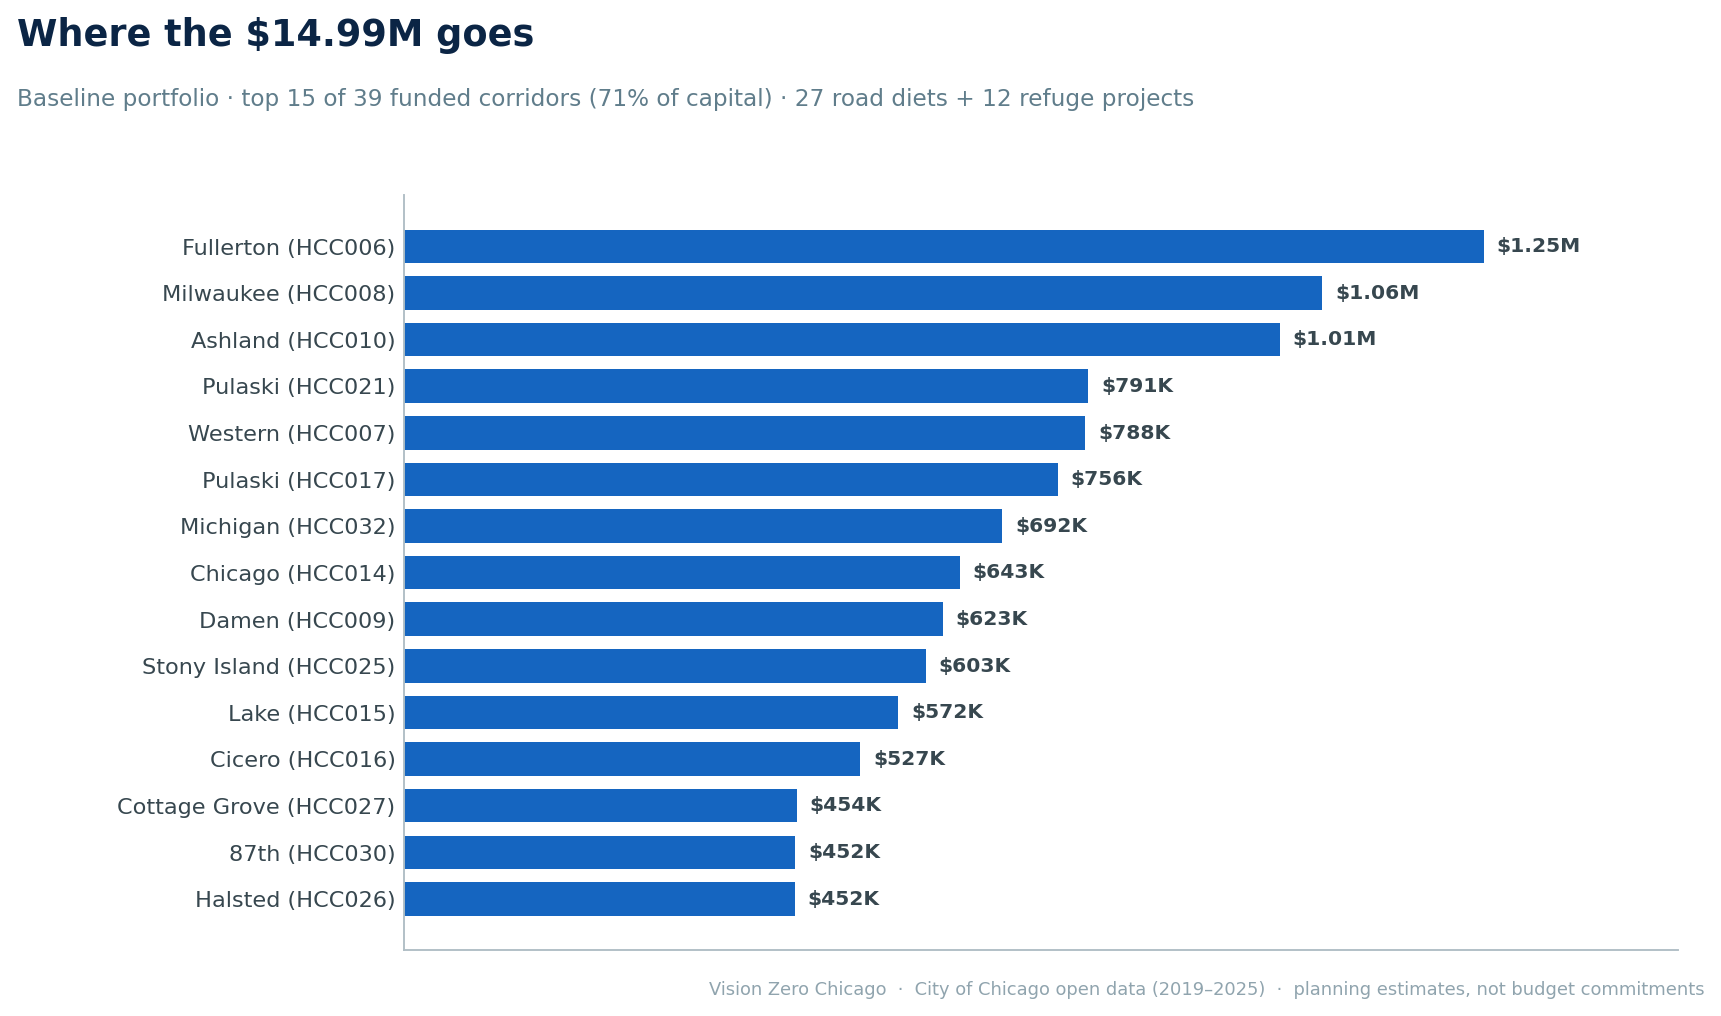 Where the $14.99M goes
Baseline portfolio · top 15 of 39 funded corridors (71% of capital) · 27 road diets + 12 refuge projects
Fullerton (HCC006) $1.25M
Milwaukee (HCC008) $1.06M
Ashland (HCC010) $1.01M
Pulaski (HCC021) $791K
Western (HCC007) $788K
Pulaski (HCC017) $756K
Michigan (HCC032) $692K
Chicago (HCC014) $643K
Damen (HCC009) $623K
Stony Island (HCC025) $603K
Lake (HCC015) $572K
Cicero (HCC016) $527K
Cottage Grove (HCC027) $454K
87th (HCC030) $452K
Halsted (HCC026) $452K
Vision Zero Chicago · City of Chicago open data (2019–2025) · planning estimates, not budget commitments